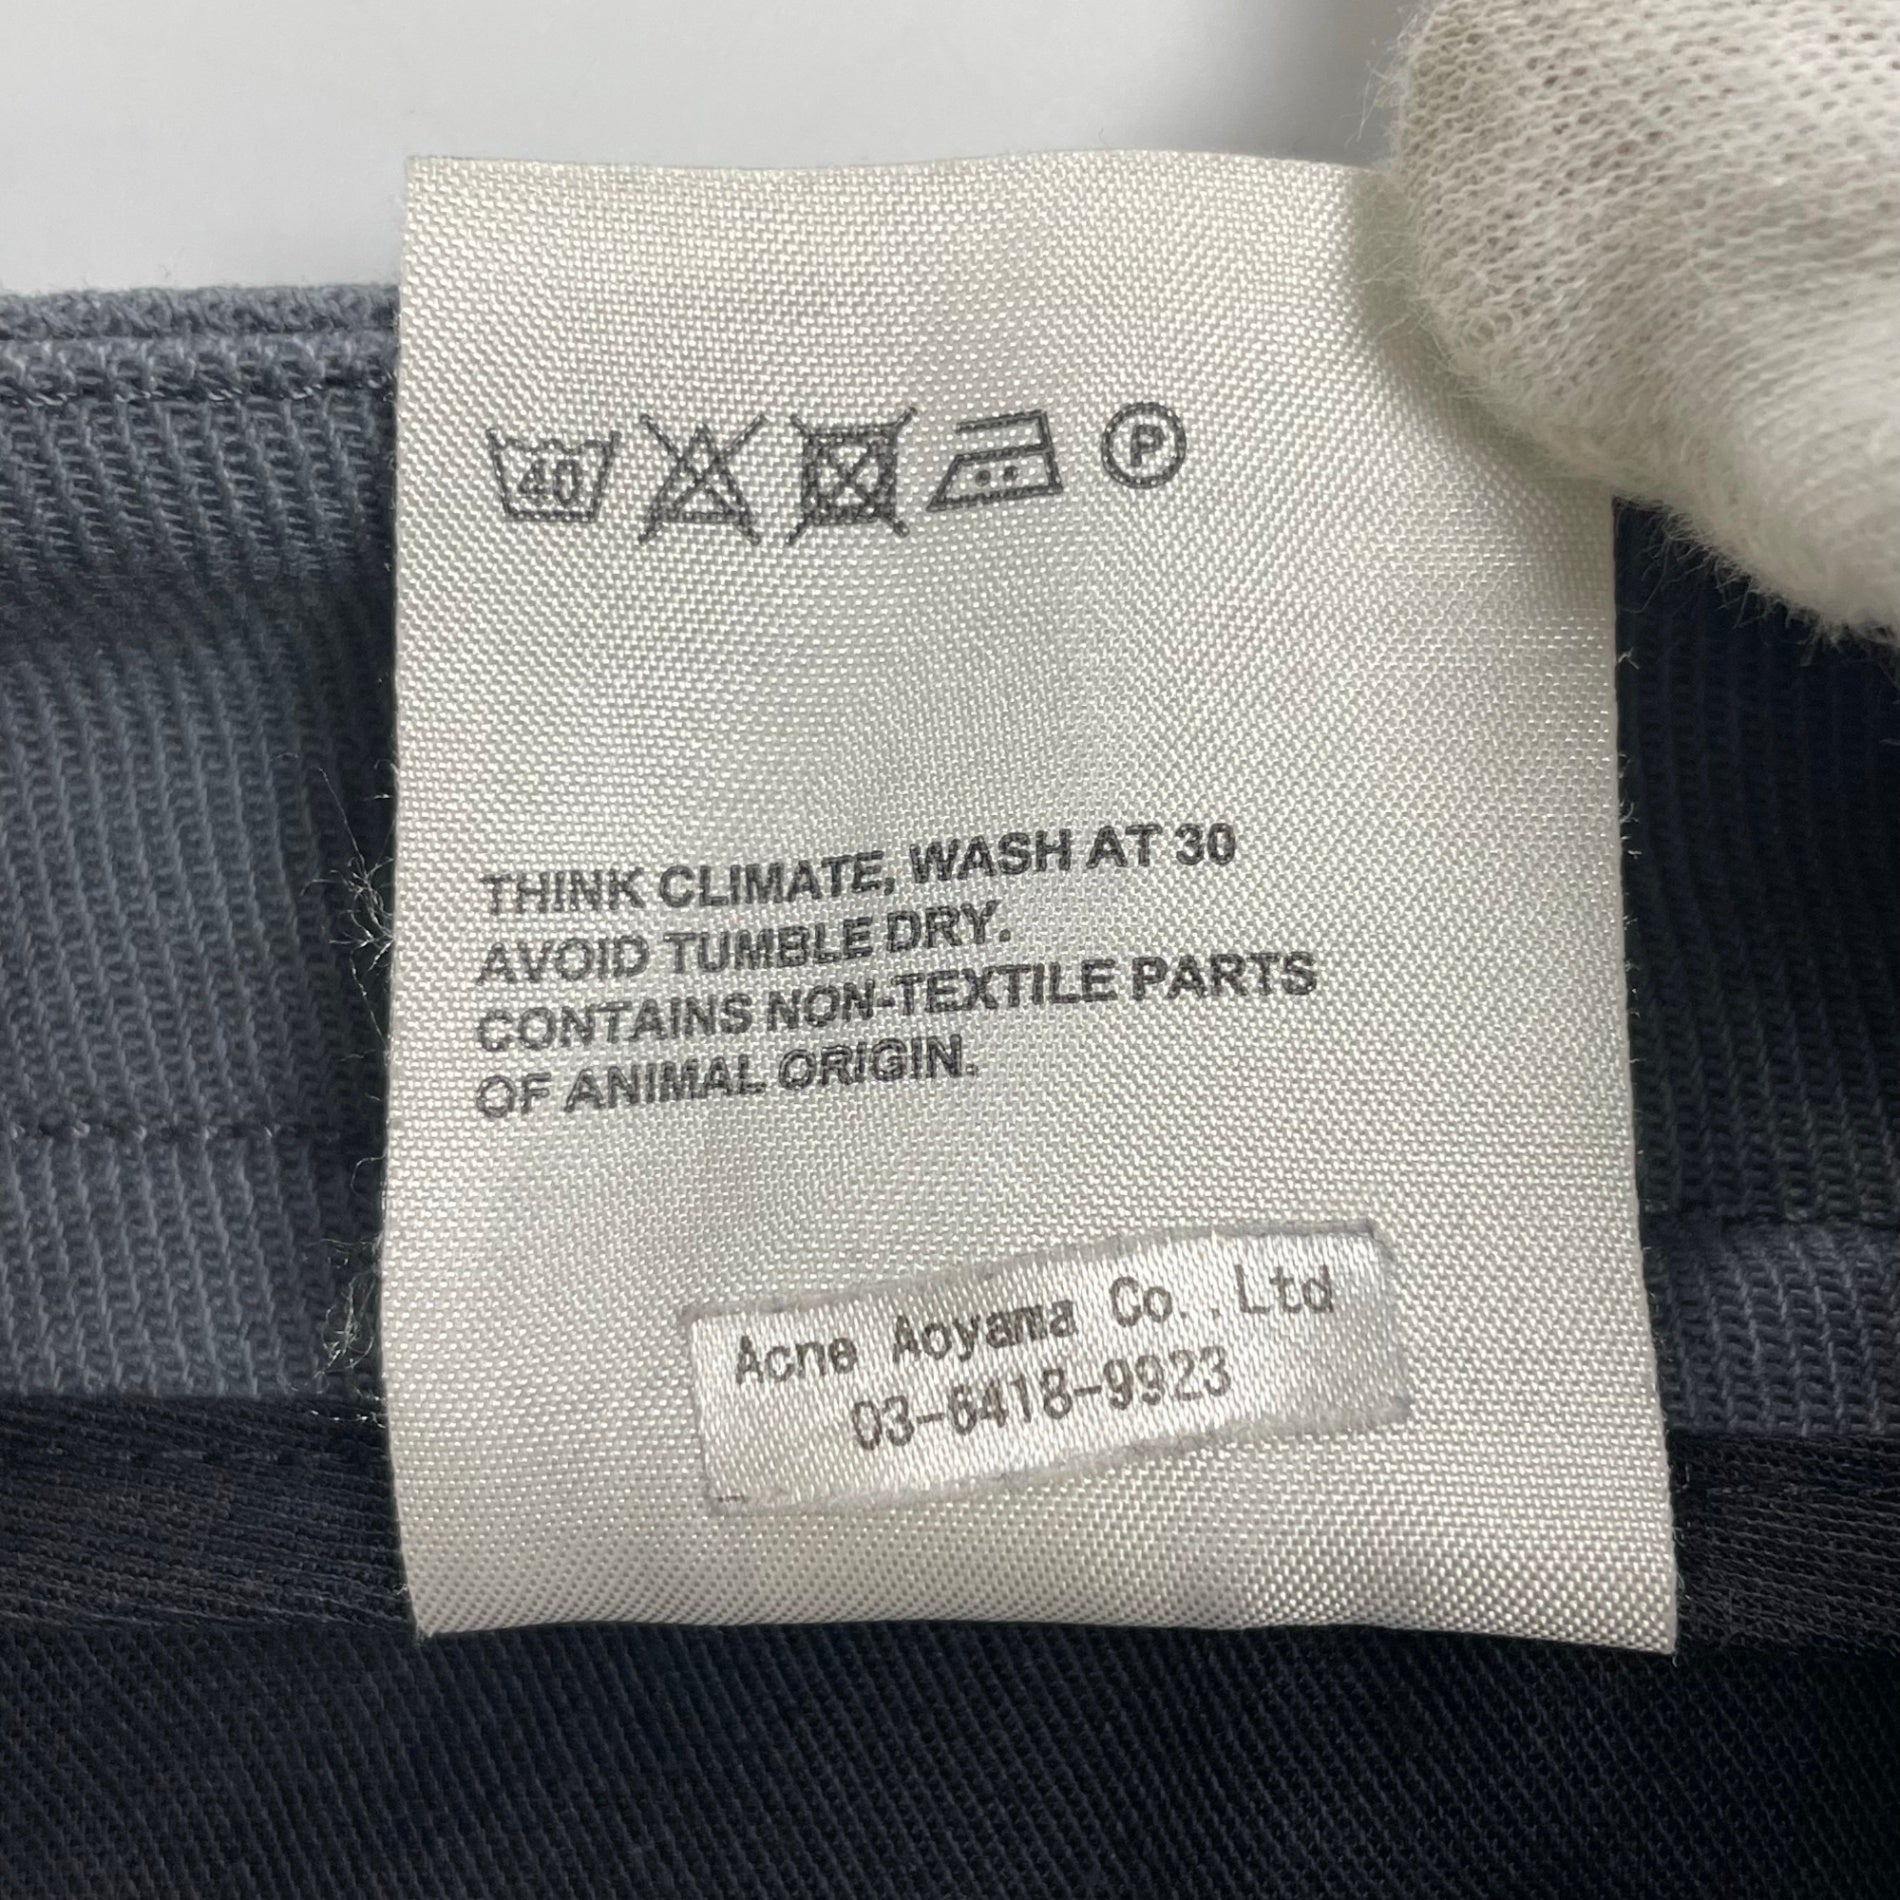 40
P
THINK CLIMATE, WASH AT 30
AVOID TUMBLE DRY.
CONTAINS NON-TEXTILE PARTS
OF ANIMAL ORIGIN.
Acne Aoyama Co.,Ltd
03-6418-9923